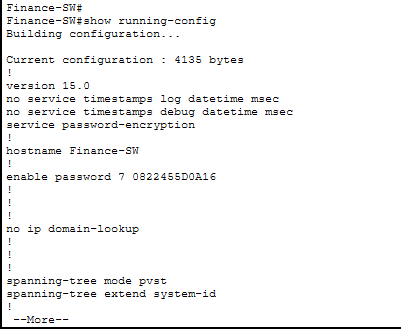 Finance-SW#
Finance-SW#show running-config
Building configuration...
Current configuration : 4135 bytes
!
version 15.0
no service timestamps log datetime msec
no service timestamps debug datetime msec
service password-encryption
!
hostname Finance-SW
!
enable password 7 0822455D0A16
!
!
!
no ip domain-lookup
!
!
!
spanning-tree mode pvst
spanning-tree extend system-id
!
--More--